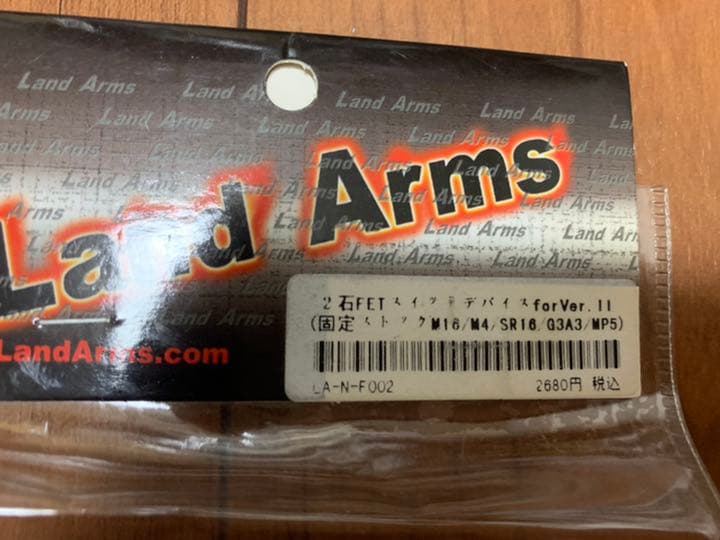 Land Arms
Land Arms
LandArms.com
2石FETスイッチデバイスforVer.II
(固定ストックM16/M4/SR16/G3A3/MP5)
LA-N-F002
2680円 税込